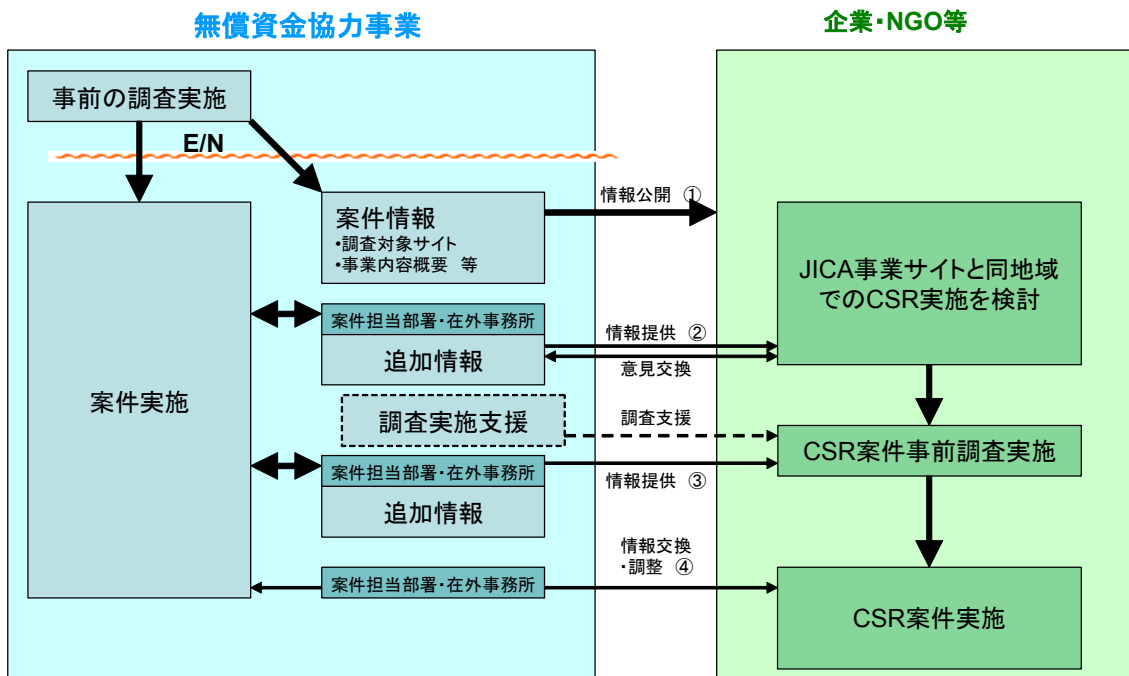 無償資金協力事業
企業・NGO等
事前の調査実施
E/N
案件情報
・調査対象サイト
・事業内容概要 等
情報公開 ①
JICA事業サイトと同地域
でのCSR実施を検討
案件担当部署・在外事務所
追加情報
情報提供 ②
意見交換
案件実施
調査実施支援
調査支援
CSR案件事前調査実施
案件担当部署・在外事務所
追加情報
情報提供 ③
情報交換
・調整 ④
案件担当部署・在外事務所
CSR案件実施